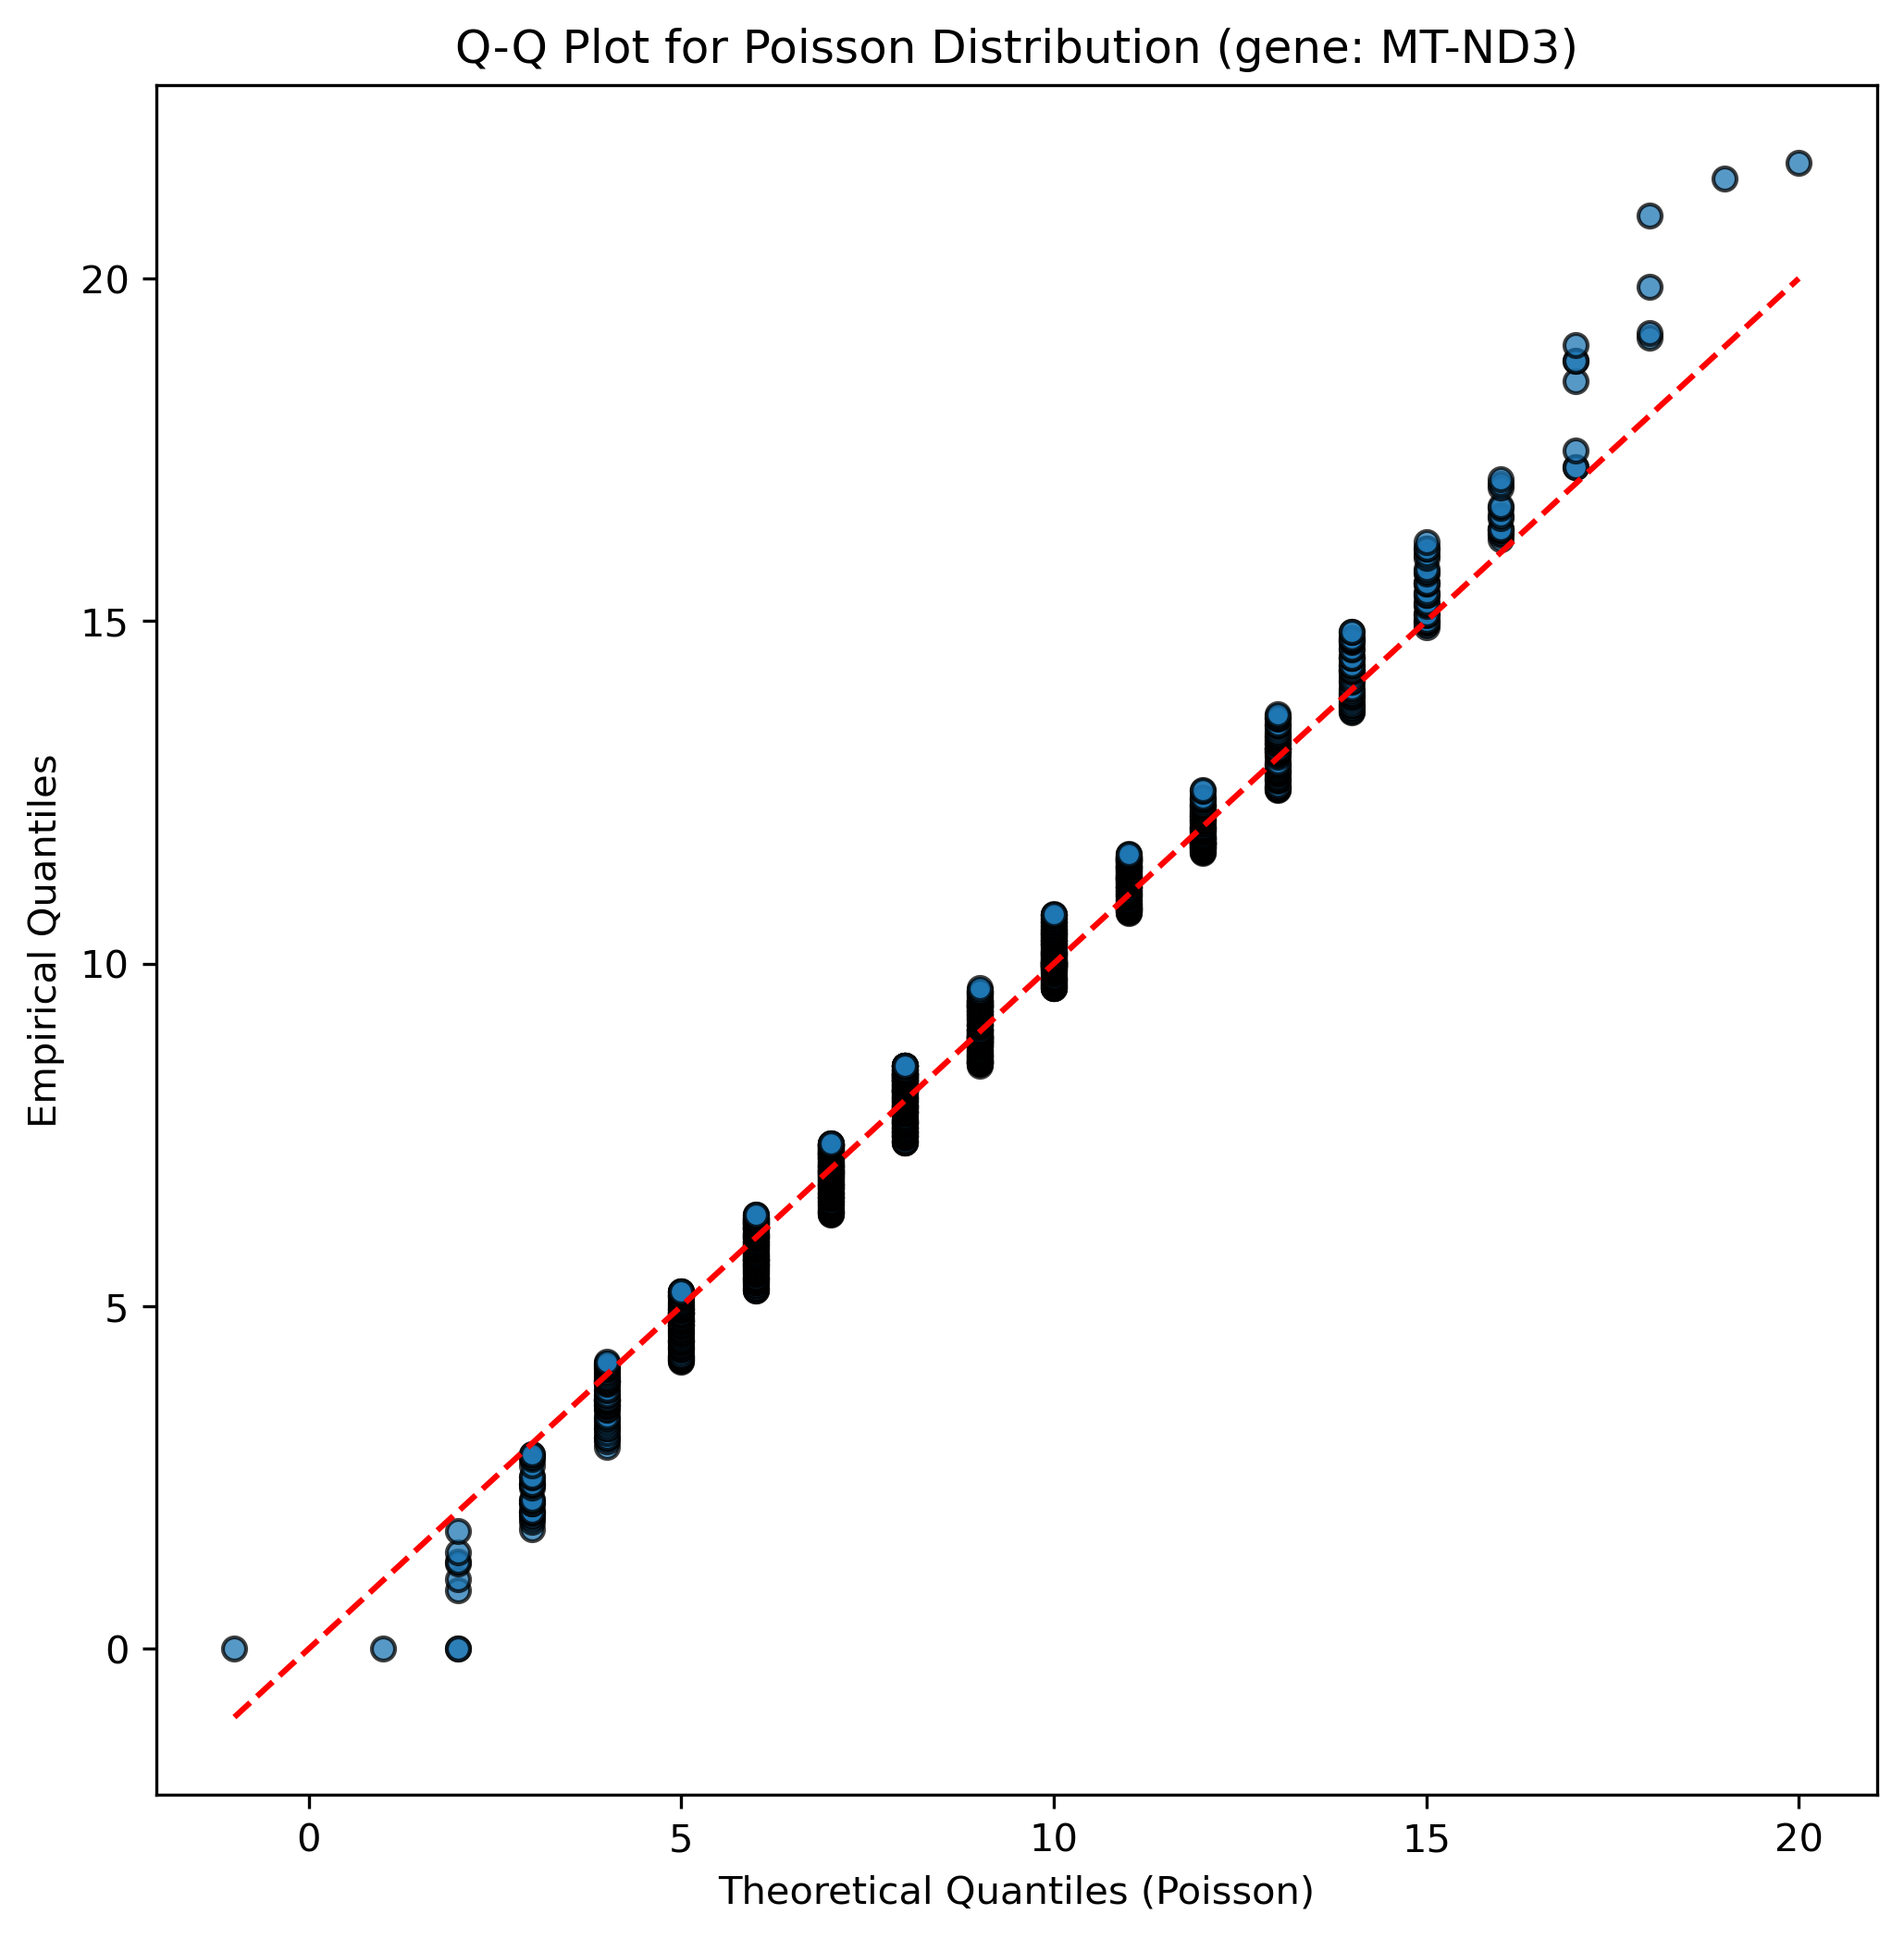 Q-Q Plot for Poisson Distribution (gene: MT-ND3)
Empirical Quantiles
20
15
10
5
0
0 5 10 15 20
Theoretical Quantiles (Poisson)